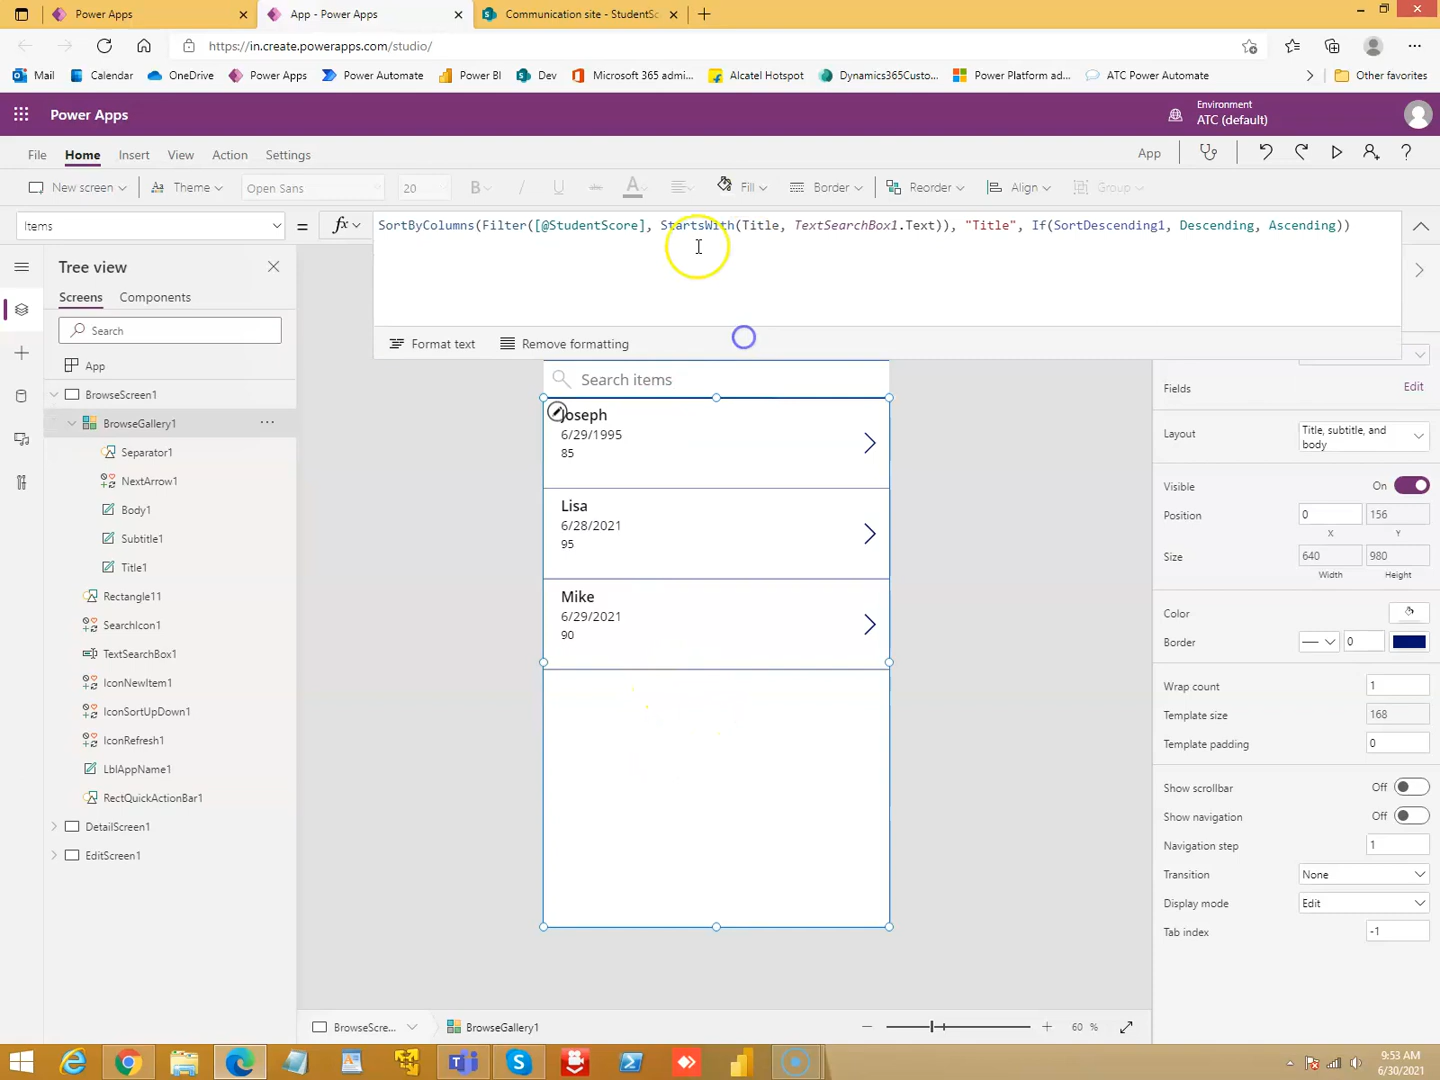 Power Apps
App - Power Apps
Communication site - StudentSc
https://in.create.powerapps.com/studio/
Mail
Calendar
OneDrive
Power Apps
Power Automate
Power BI
Dev
Microsoft 365 admi...
Alcatel Hotspot
Dynamics365Custo...
Power Platform ad...
ATC Power Automate
Other favorites
Power Apps
Environment
ATC (default)
File
Home
Insert
View
Action
Settings
App
New screen
Theme
Open Sans
20
B
Fill
Border
Reorder
Align
Group
Items
=
fx
SortByColumns(Filter([@StudentScore], StartsWith(Title, TextSearchBox1.Text)), "Title", If(SortDescending1, Descending, Ascending))
Format text
Remove formatting
Tree view
Screens
Components
Search
App
BrowseScreen1
BrowseGallery1
Separator1
NextArrow1
Body1
Subtitle1
Title1
Rectangle11
SearchIcon1
TextSearchBox1
IconNewItem1
IconSortUpDown1
IconRefresh1
LblAppName1
RectQuickActionBar1
DetailScreen1
EditScreen1
Search items
Joseph
6/29/1995
85
Lisa
6/28/2021
95
Mike
6/29/2021
90
Fields
Edit
Layout
Title, subtitle, and
body
Visible
On
Position
0
156
X
Y
Size
640
980
Width
Height
Color
Border
0
Wrap count
1
Template size
168
Template padding
0
Show scrollbar
Off
Show navigation
Off
Navigation step
1
Transition
None
Display mode
Edit
Tab index
-1
BrowseScre...
BrowseGallery1
60 %
9:53 AM
6/30/2021